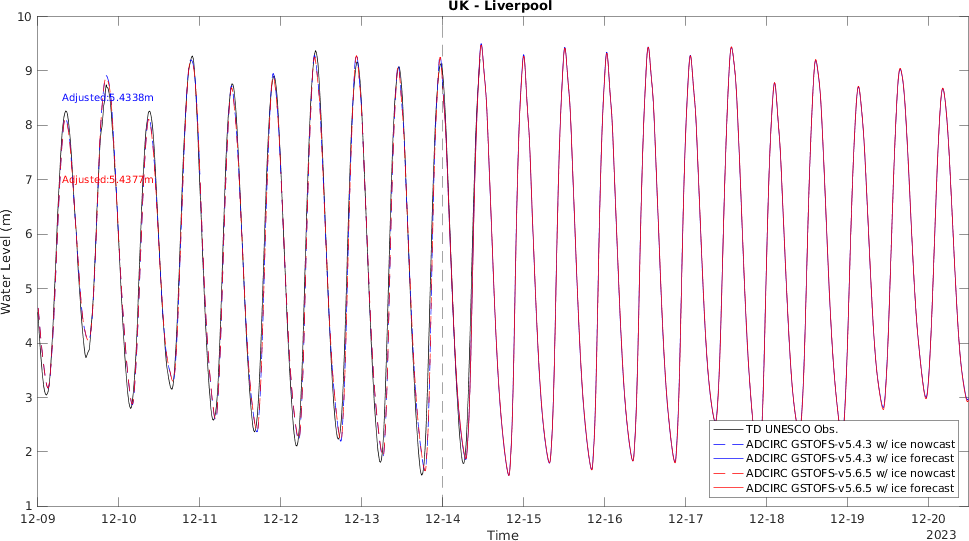 UK - Liverpool
10
9
8
7
6
5
4
3
2
1
Water Level (m)
Adjusted:5.4338m
Adjusted:5.4377m
TD UNESCO Obs.
ADCIRC GSTOFS-v5.4.3 w/ ice nowcast
ADCIRC GSTOFS-v5.4.3 w/ ice forecast
ADCIRC GSTOFS-v5.6.5 w/ ice nowcast
ADCIRC GSTOFS-v5.6.5 w/ ice forecast
12-09 12-10 12-11 12-12 12-13 12-14 12-15 12-16 12-17 12-18 12-19 12-20
Time
2023